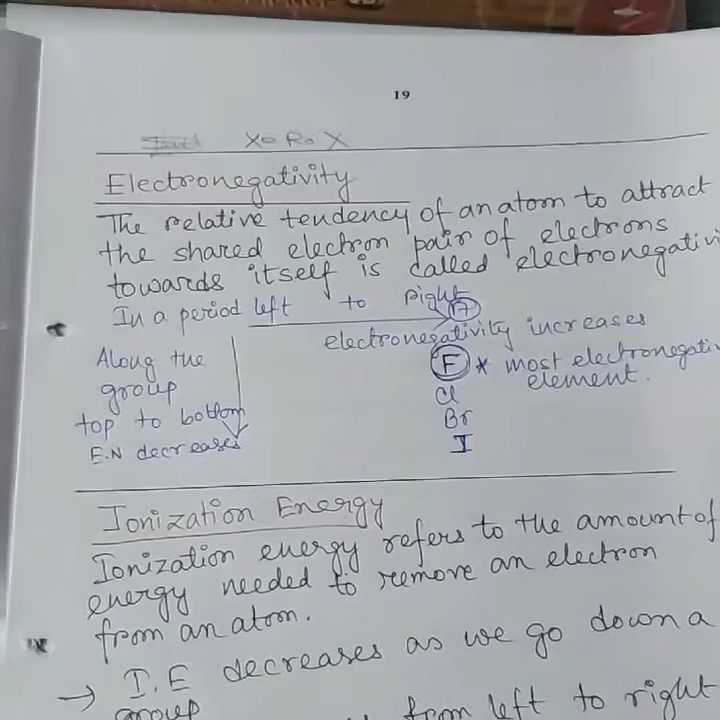 19
Xe Rn X
Electronegativity
The relative tendency of an atom to attract
the shared electron pair of electrons
towards itself is called electronegativi
In a period left to right
electronegativity increases
Along the
group
top to bottom
E.N decreases
F * most electronegativ
element.
Cl
Br
I
Ionization Energy
Ionization energy refers to the amount of
energy needed to remove an electron
from an atom.
→ I.E decreases as we go down a
group
from left to right